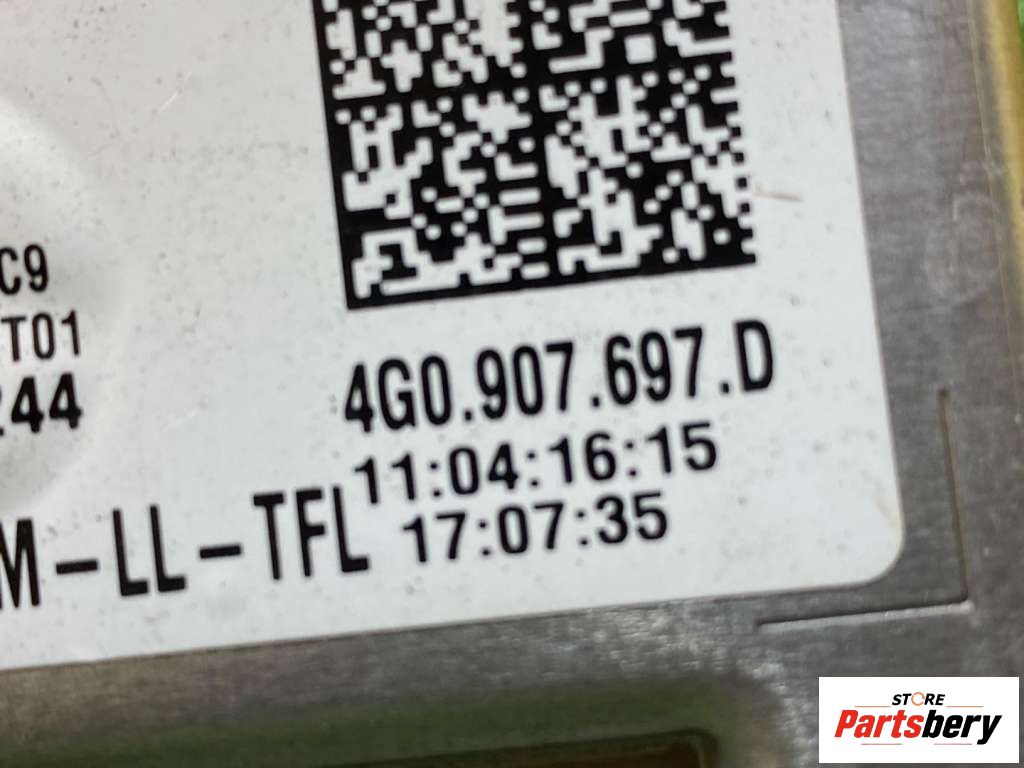 C9
T01
244
4G0.907.697.D
11:04:16:15
M-LL-TFL 17:07:35
STORE
Partsbery